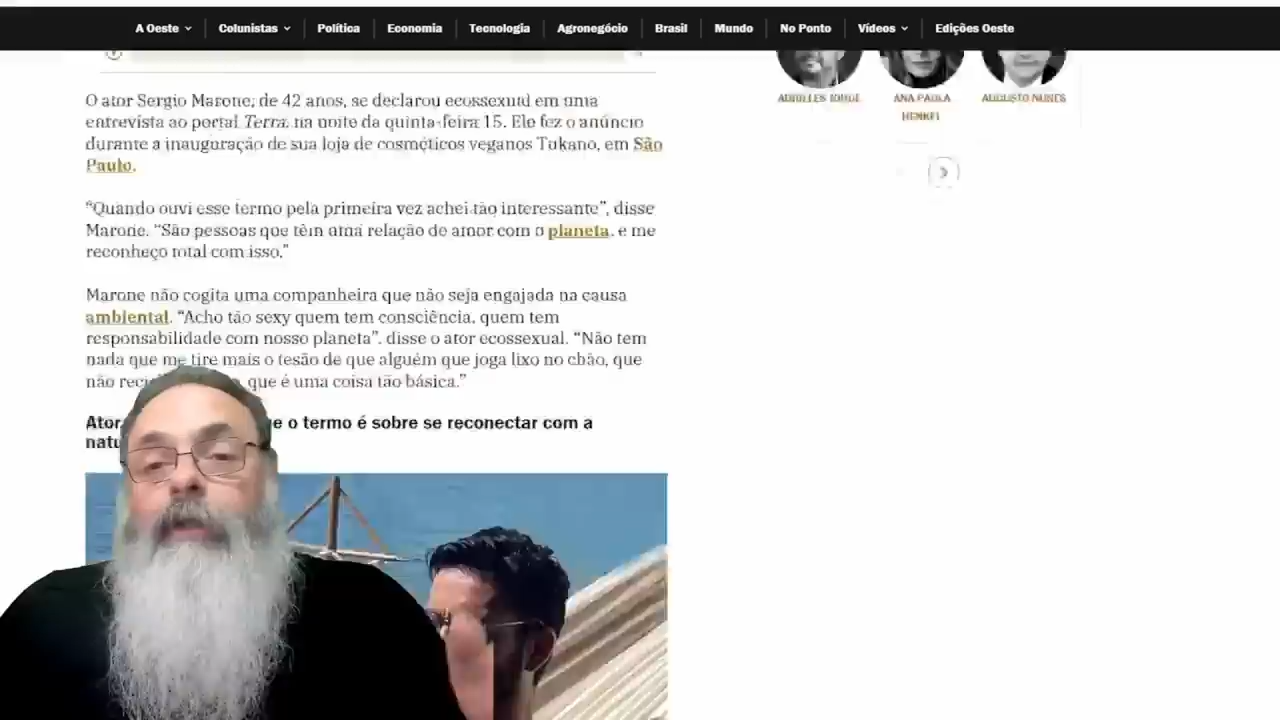 A Oeste
Colunistas
Política
Economia
Tecnologia
Agronegócio
Brasil
Mundo
No Ponto
Vídeos
Edições Oeste
ADRILLES JORGE
ANA PAULA
HENKEL
AUGUSTO NUNES
O ator Sergio Marone, de 42 anos, se declarou ecossexual em uma
entrevista ao portal Terra, na noite da quinta-feira 15. Ele fez o anúncio
durante a inauguração de sua loja de cosméticos veganos Tukano, em São
Paulo.
“Quando ouvi esse termo pela primeira vez achei tão interessante”, disse
Marone. “São pessoas que têm uma relação de amor com o planeta, e me
reconheço total com isso.”
Marone não cogita uma companheira que não seja engajada na causa
ambiental. “Acho tão sexy quem tem consciência, quem tem
responsabilidade com nosso planeta”, disse o ator ecossexual. “Não tem
nada que me tire mais o tesão de que alguém que joga lixo no chão, que
não que é uma coisa tão básica.”
Ator o termo é sobre se reconectar com a